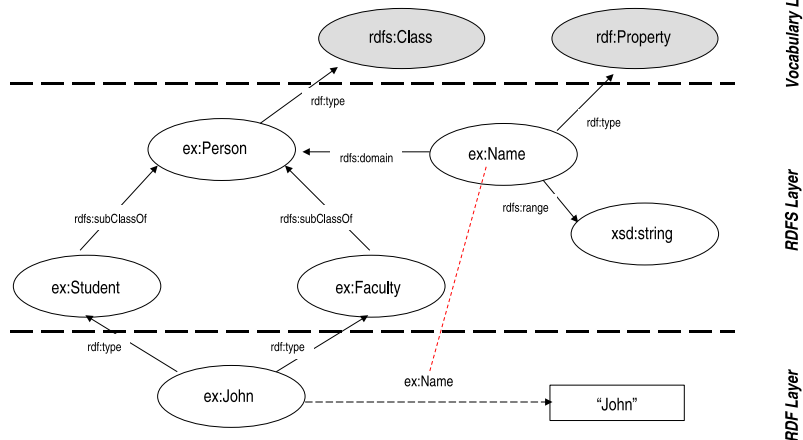 rdfs:Class
rdf:Property
Vocabulary L
rdf:type
rdf:type
ex:Person
rdfs:domain
ex:Name
rdfs:subClassOf
rdfs:subClassOf
rdfs:range
xsd:string
RDFS Layer
ex:Student
ex:Faculty
rdf:type
rdf:type
ex:Name
ex:John
"John"
RDF Layer